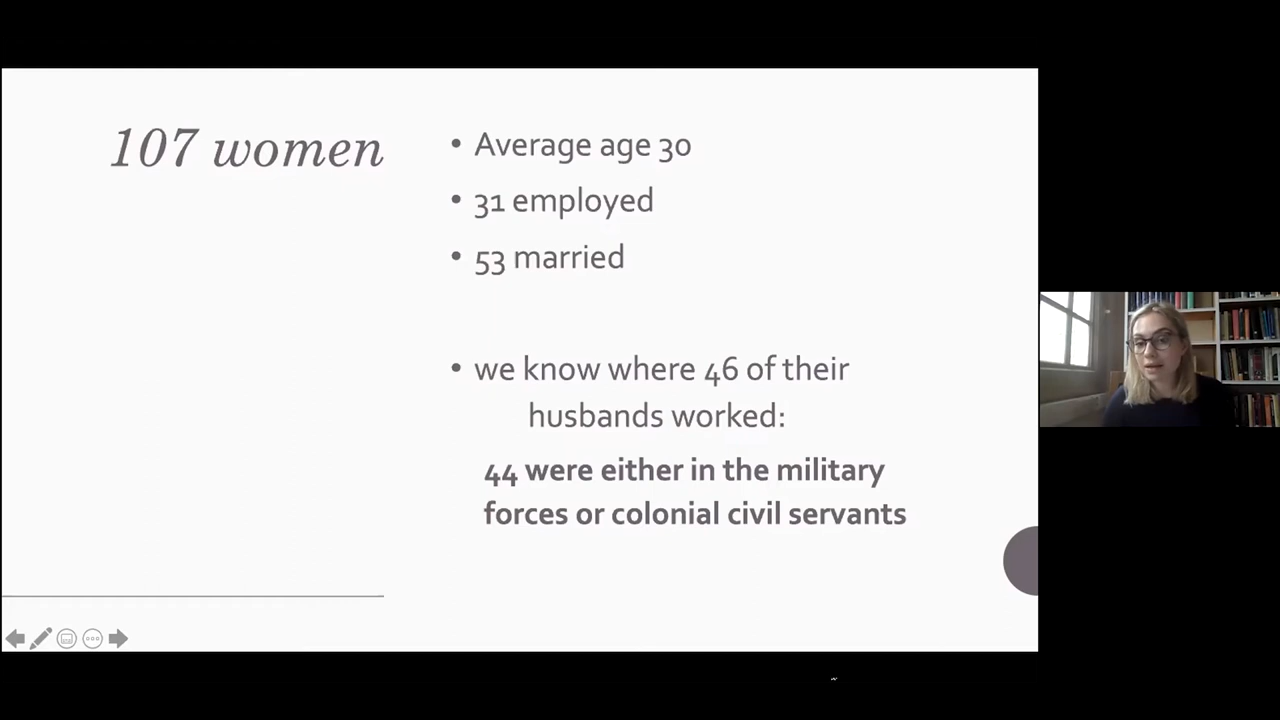 107 women
• Average age 30
• 31 employed
• 53 married
• we know where 46 of their
husbands worked:
44 were either in the military
forces or colonial civil servants